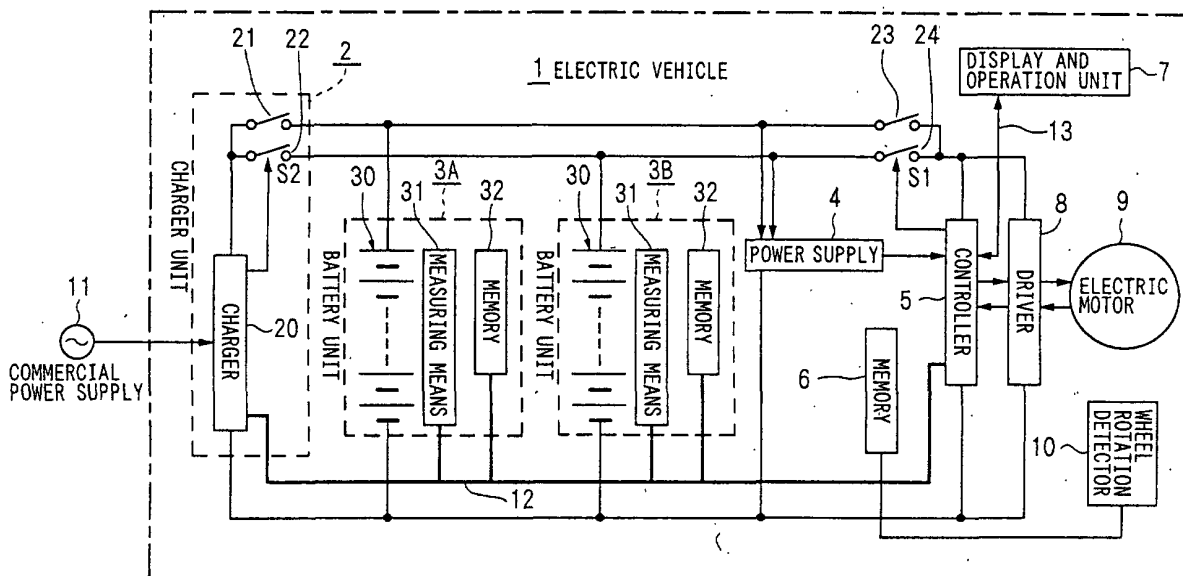 21
22
2
1 ELECTRIC VEHICLE
23
24
DISPLAY AND
OPERATION UNIT
7
13
S2
S1
CHARGER UNIT
30
31
3A
32
30
31
3B
32
4
8
9
BATTERY UNIT
MEASURING MEANS
MEMORY
BATTERY UNIT
MEASURING MEANS
MEMORY
POWER SUPPLY
CONTROLLER
5
DRIVER
ELECTRIC
MOTOR
11
CHARGER
20
COMMERCIAL
POWER SUPPLY
6
MEMORY
10
WHEEL
ROTATION
DETECTOR
12